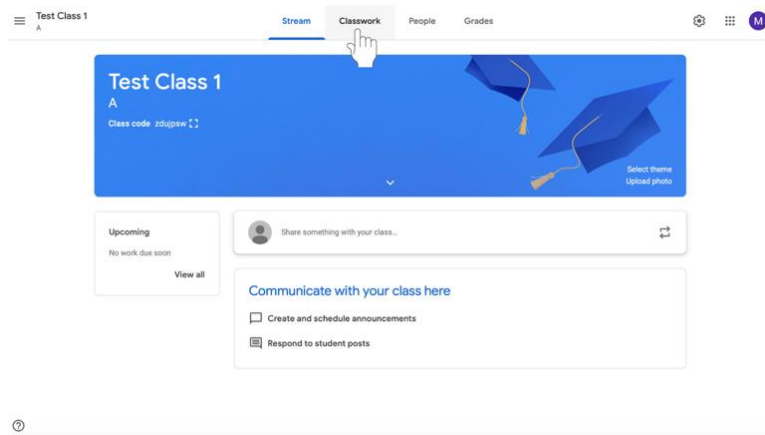 Test Class 1
A
Stream Classwork People Grades
M
Test Class 1
A
Class code zdujpsw
Select theme
Upload photo
Upcoming
No work due soon
View all
Share something with your class...
Communicate with your class here
Create and schedule announcements
Respond to student posts